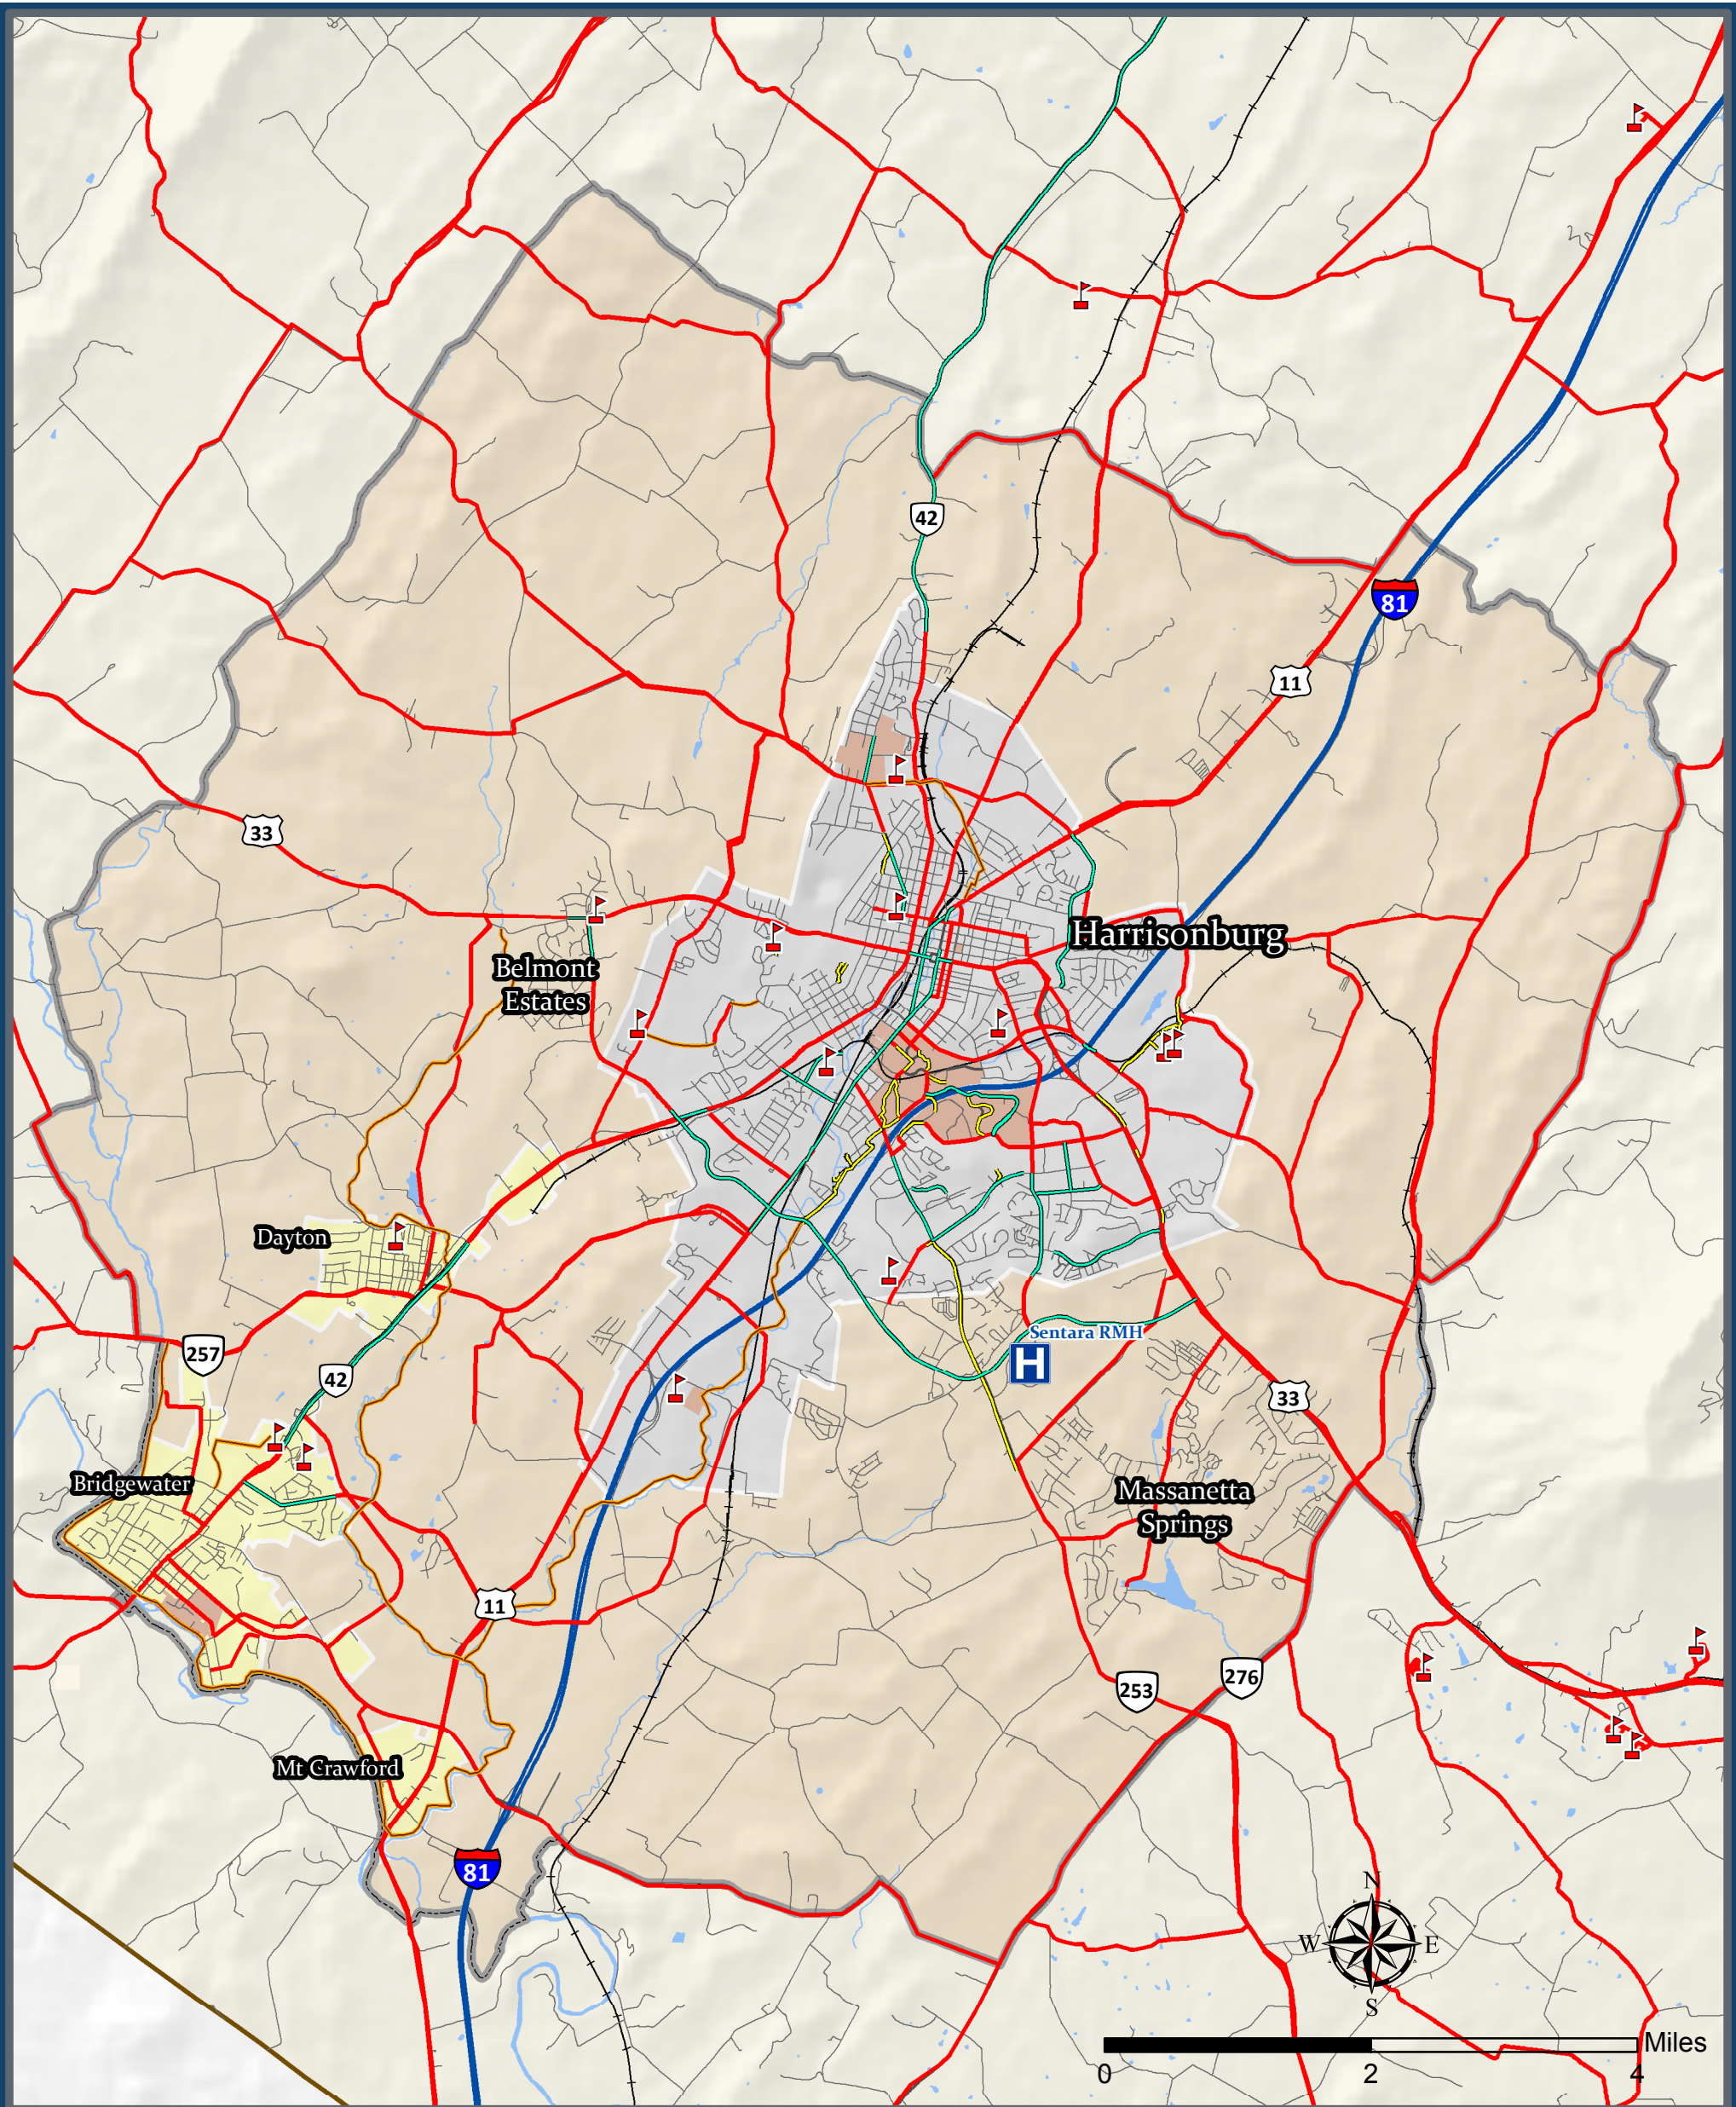 42
81
11
33
Harrisonburg
Belmont
Estates
Dayton
Sentara RMH
H
257
42
33
Bridgewater
Massanetta
Springs
11
276
253
Mt Crawford
81
N
W E
S
Miles
0 2 4